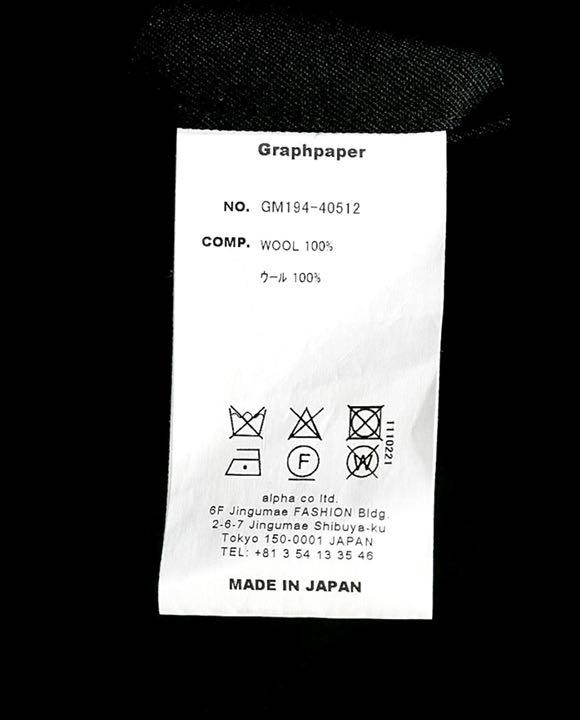 Graphpaper
NO. GM194-40512
COMP. WOOL 100%
ウール 100%
1110221
F
W
alpha co ltd.
6F Jingumae FASHION Bldg.
2-6-7 Jingumae Shibuya-ku
Tokyo 150-0001 JAPAN
TEL: +81 3 54 13 35 46
MADE IN JAPAN